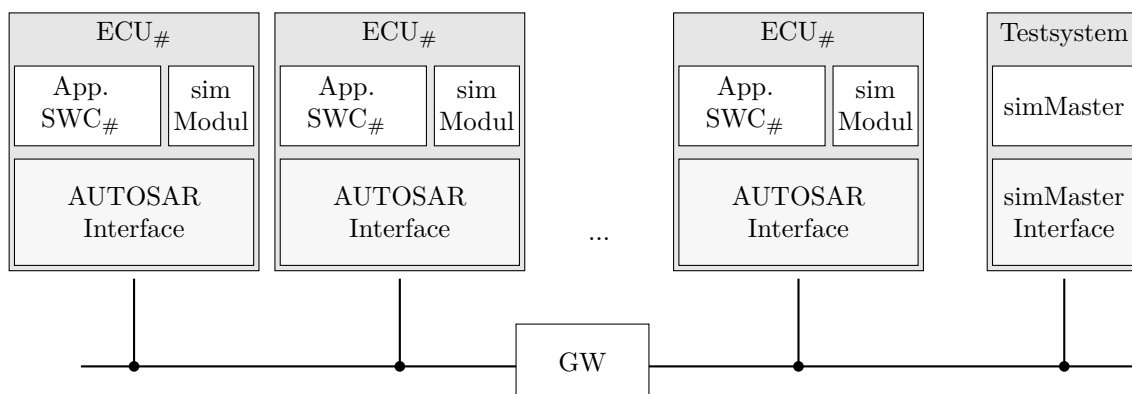 ECU#
App.
SWC#
sim
Modul
AUTOSAR
Interface
ECU#
App.
SWC#
sim
Modul
AUTOSAR
Interface
...
ECU#
App.
SWC#
sim
Modul
AUTOSAR
Interface
Testsystem
simMaster
simMaster
Interface
GW